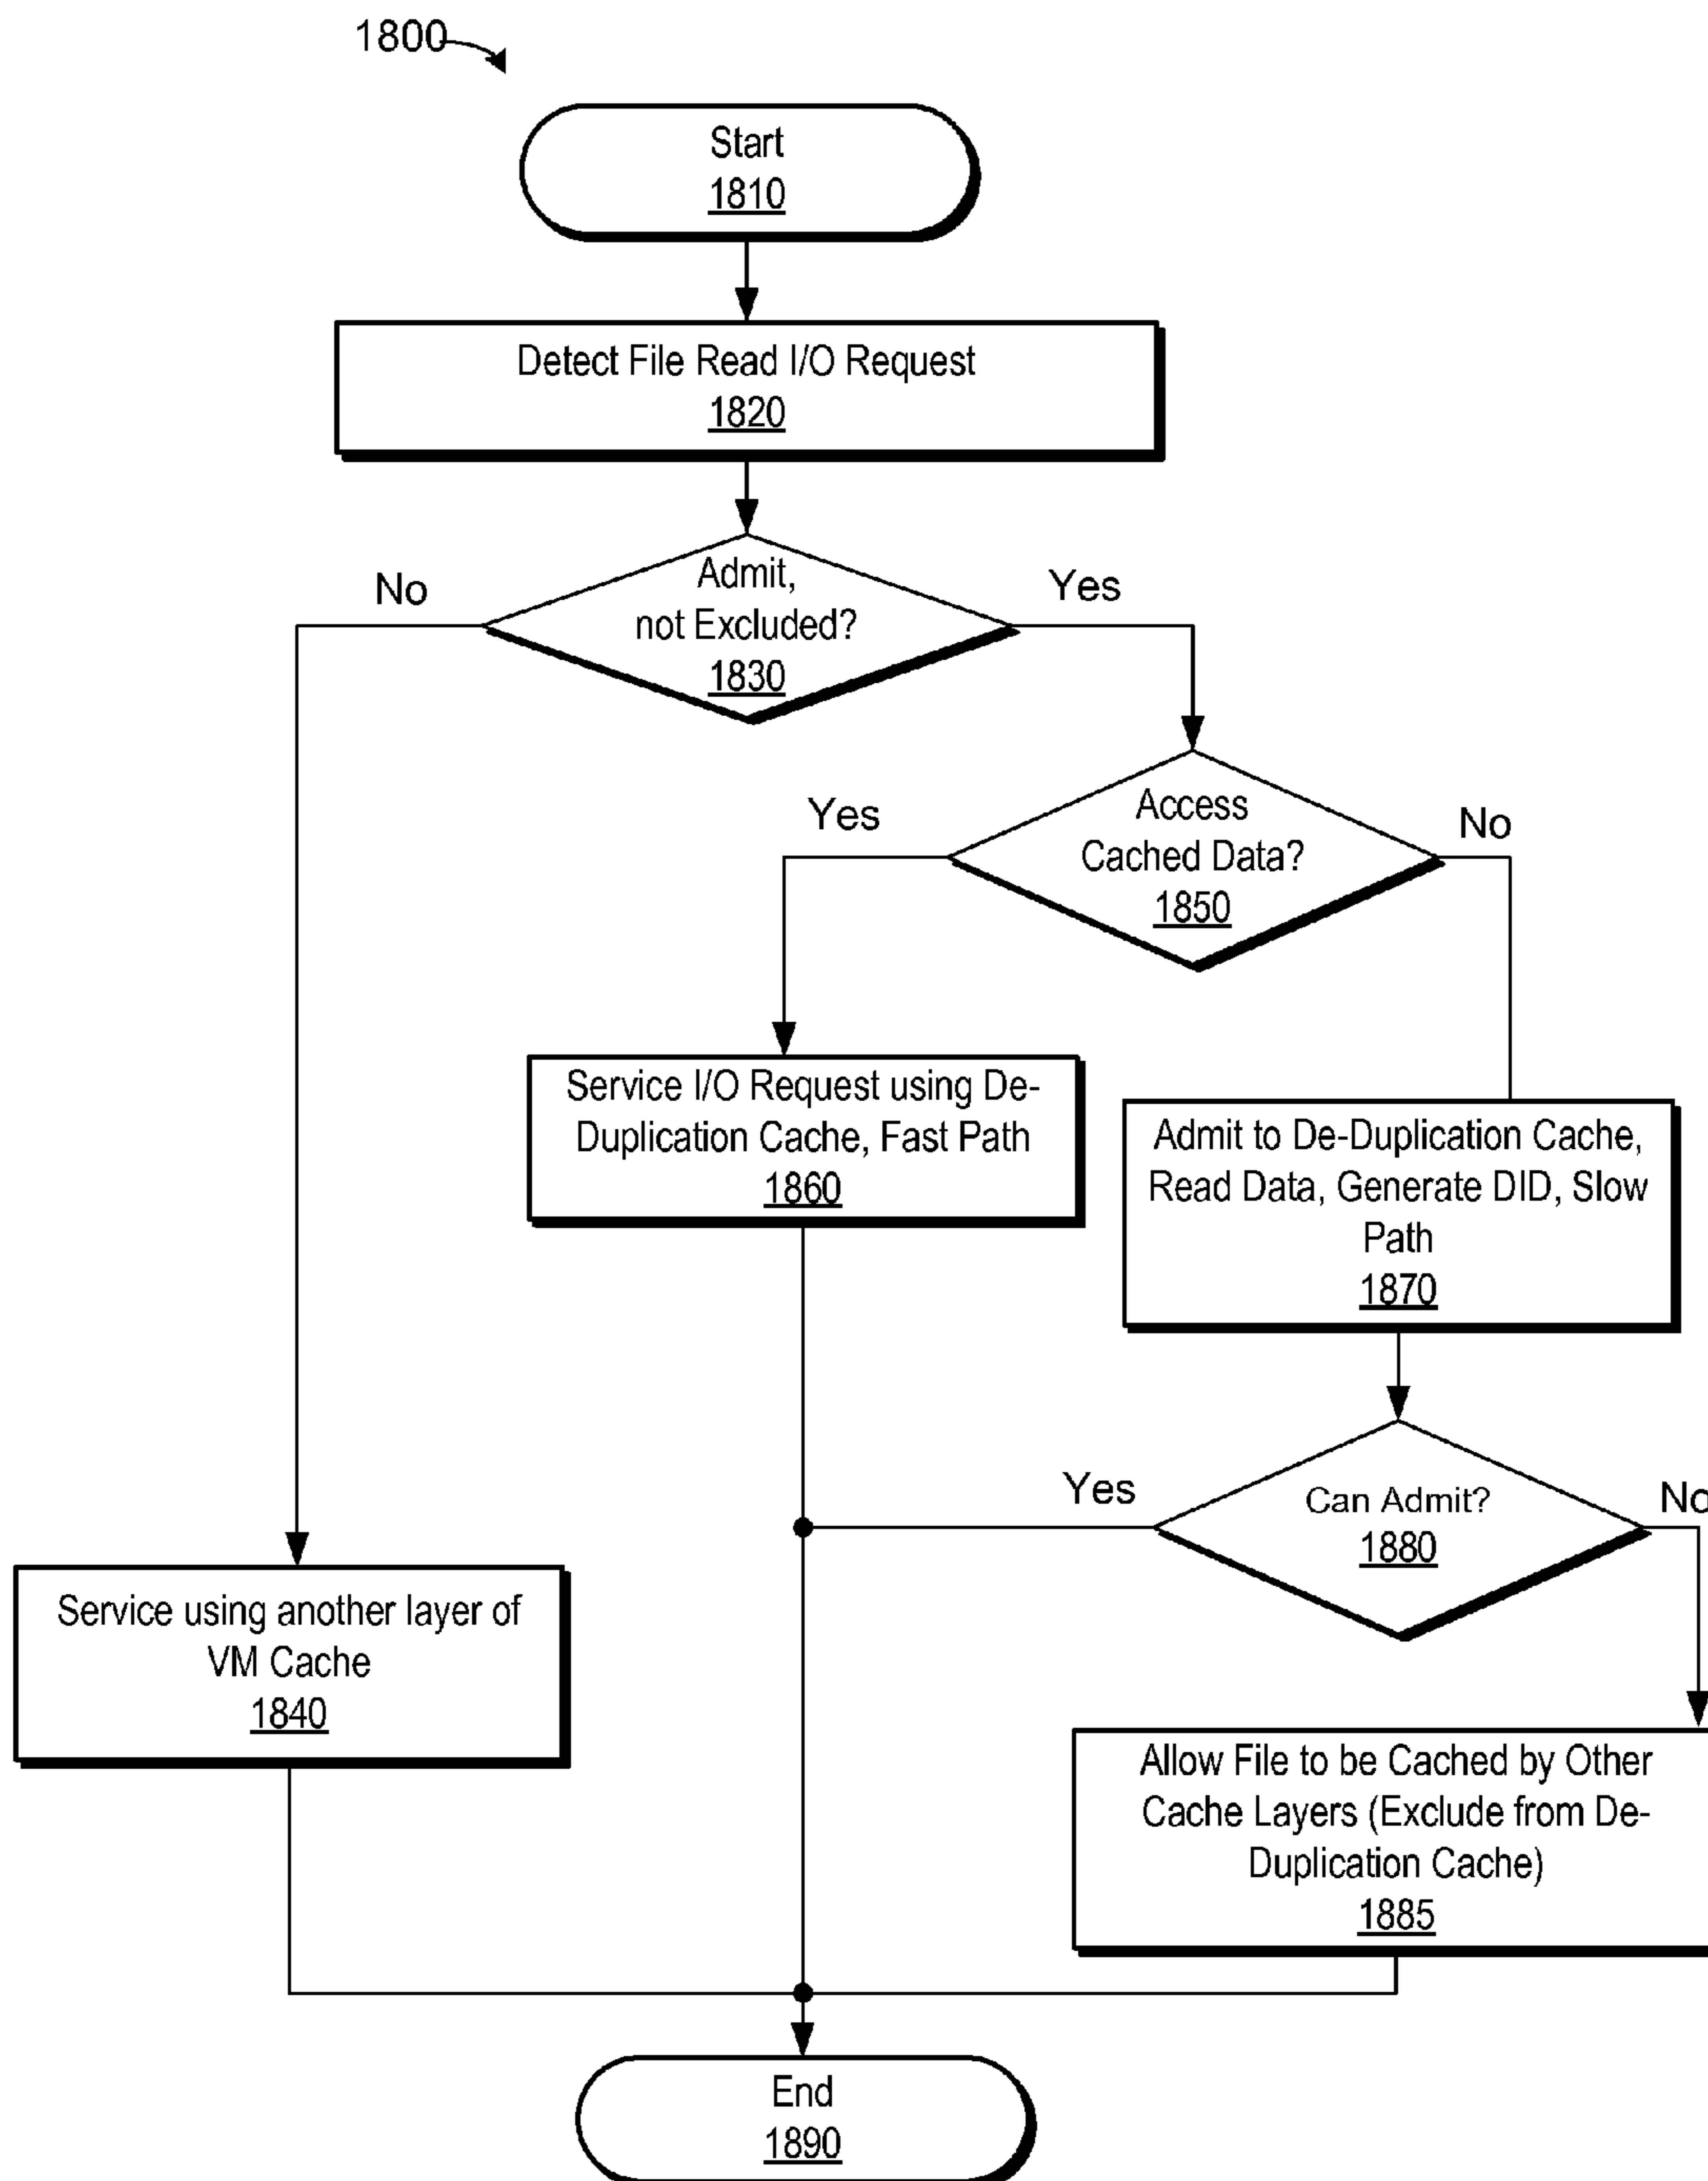 1800
Start
1810
Detect File Read I/O Request
1820
Admit,
not Excluded?
1830
No
Yes
Access
Cached Data?
1850
Yes
No
Service I/O Request using De-
Duplication Cache, Fast Path
1860
Admit to De-Duplication Cache,
Read Data, Generate DID, Slow
Path
1870
Can Admit?
1880
Yes
No
Service using another layer of
VM Cache
1840
Allow File to be Cached by Other
Cache Layers (Exclude from De-
Duplication Cache)
1885
End
1890